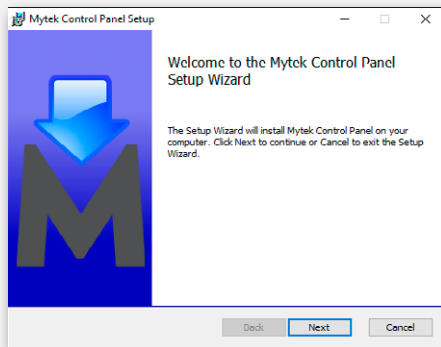 Mytek Control Panel Setup
Welcome to the Mytek Control Panel
Setup Wizard
The Setup Wizard will install Mytek Control Panel on your
computer. Click Next to continue or Cancel to exit the Setup
Wizard.
Back Next Cancel